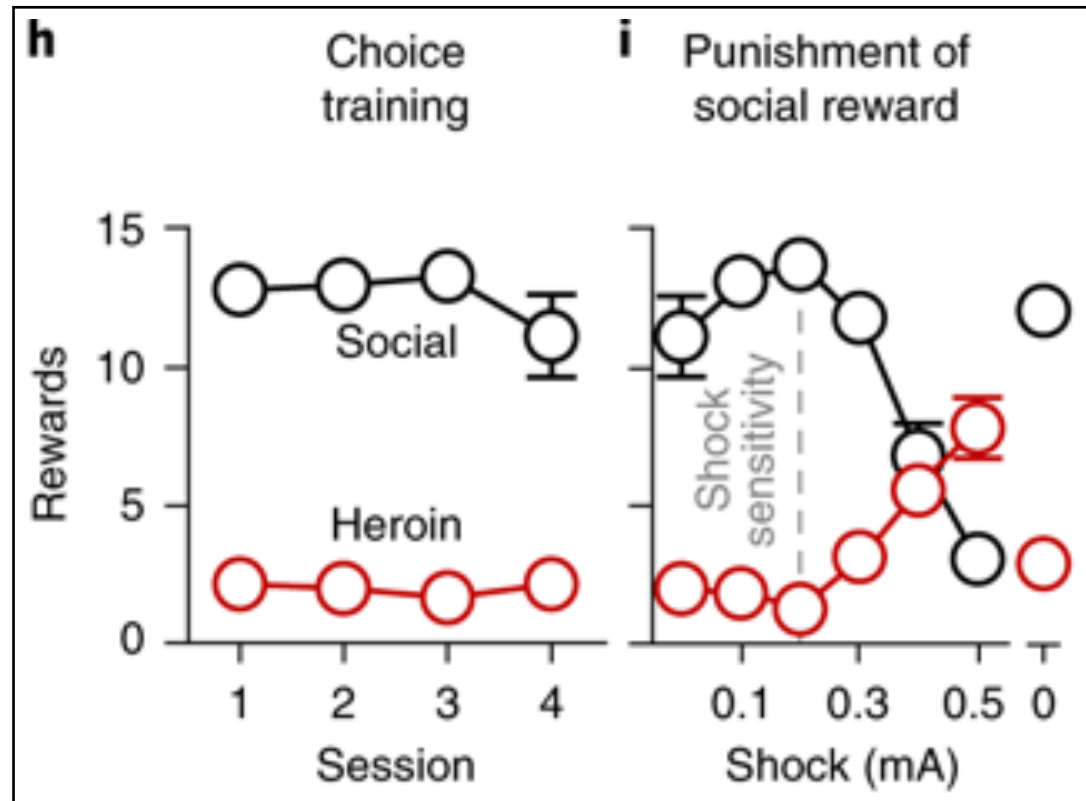 h
Choice
training
i
Punishment of
social reward
15
10
5
0
Rewards
Social
Heroin
1 2 3 4
Session
Shock
sensitivity
0.1 0.3 0.5 0
Shock (mA)